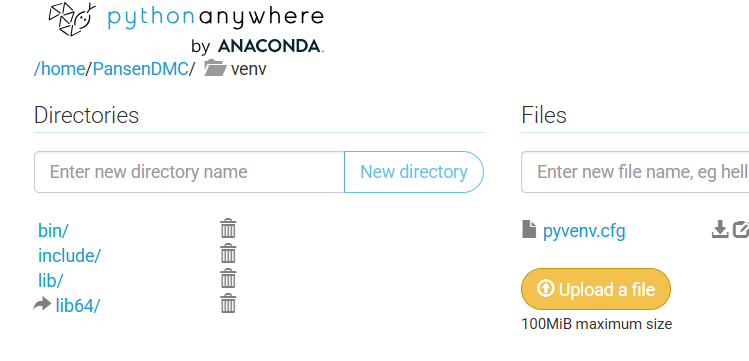 pythonanywhere
by ANACONDA.
/home/PansenDMC/ venv
Directories
Enter new directory name New directory
bin/
include/
lib/
lib64/
Files
Enter new file name, eg hell
pyvenv.cfg
Upload a file
100MiB maximum size